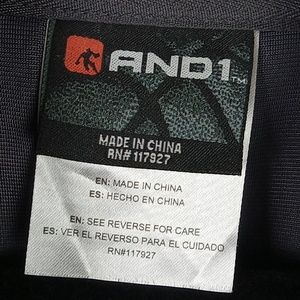 AND1™
MADE IN CHINA
RN# 117927
EN: MADE IN CHINA
ES: HECHO EN CHINA
EN: SEE REVERSE FOR CARE
ES: VER EL REVERSO PARA EL CUIDADO
RN#117927